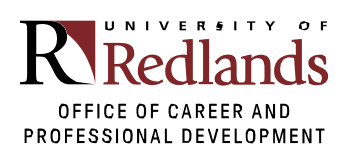 R
UNIVERSITY OF
Redlands
OFFICE OF CAREER AND
PROFESSIONAL DEVELOPMENT